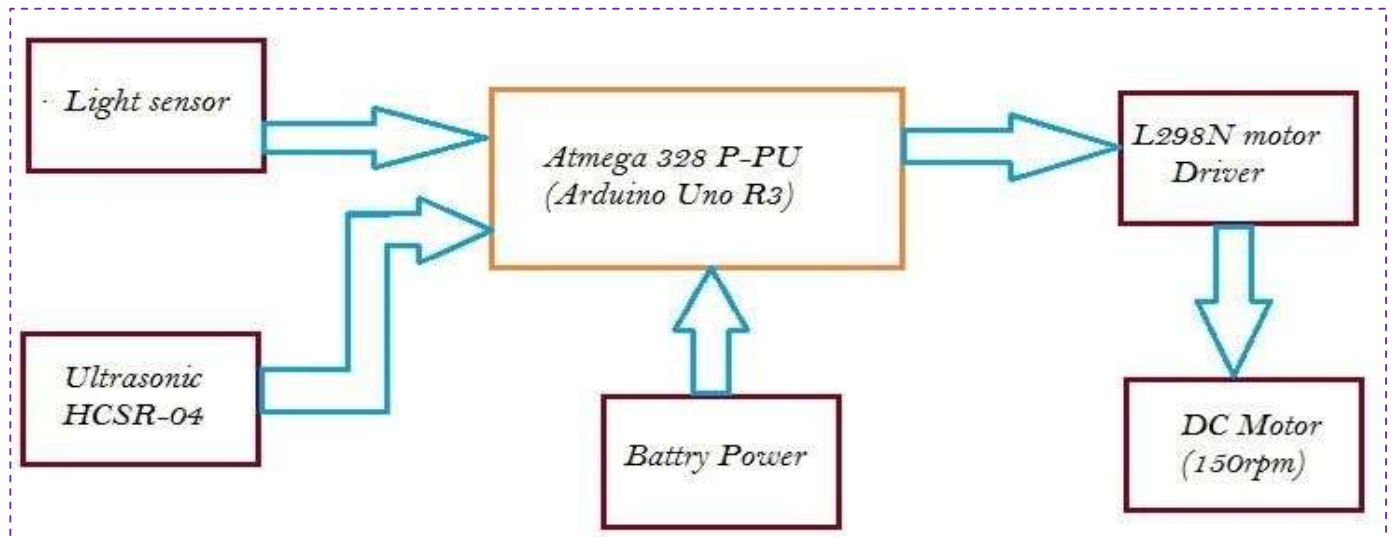 Light sensor
Atmega 328 P-PU
(Arduino Uno R3)
L298N motor
Driver
Ultrasonic
HCSR-04
Battry Power
DC Motor
(150rpm)